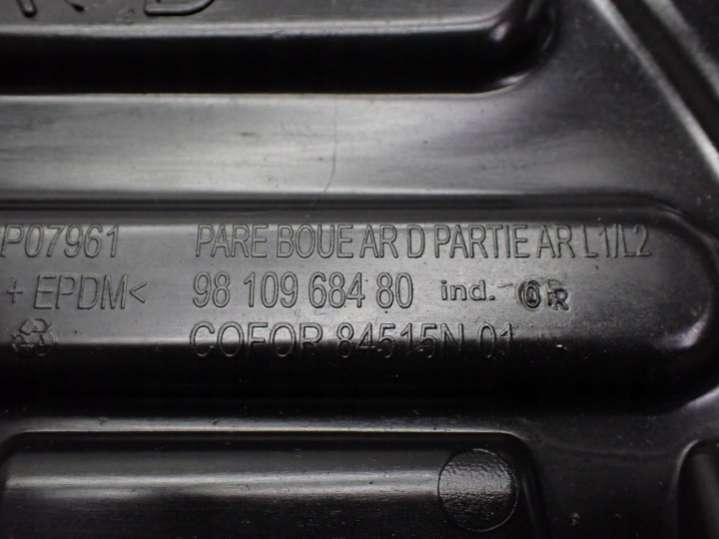 P07961 PARE BOUE AR D PARTIE AR L1/L2
+ EPDM< 98 109 684 80 ind.
COFOR 84515N 01